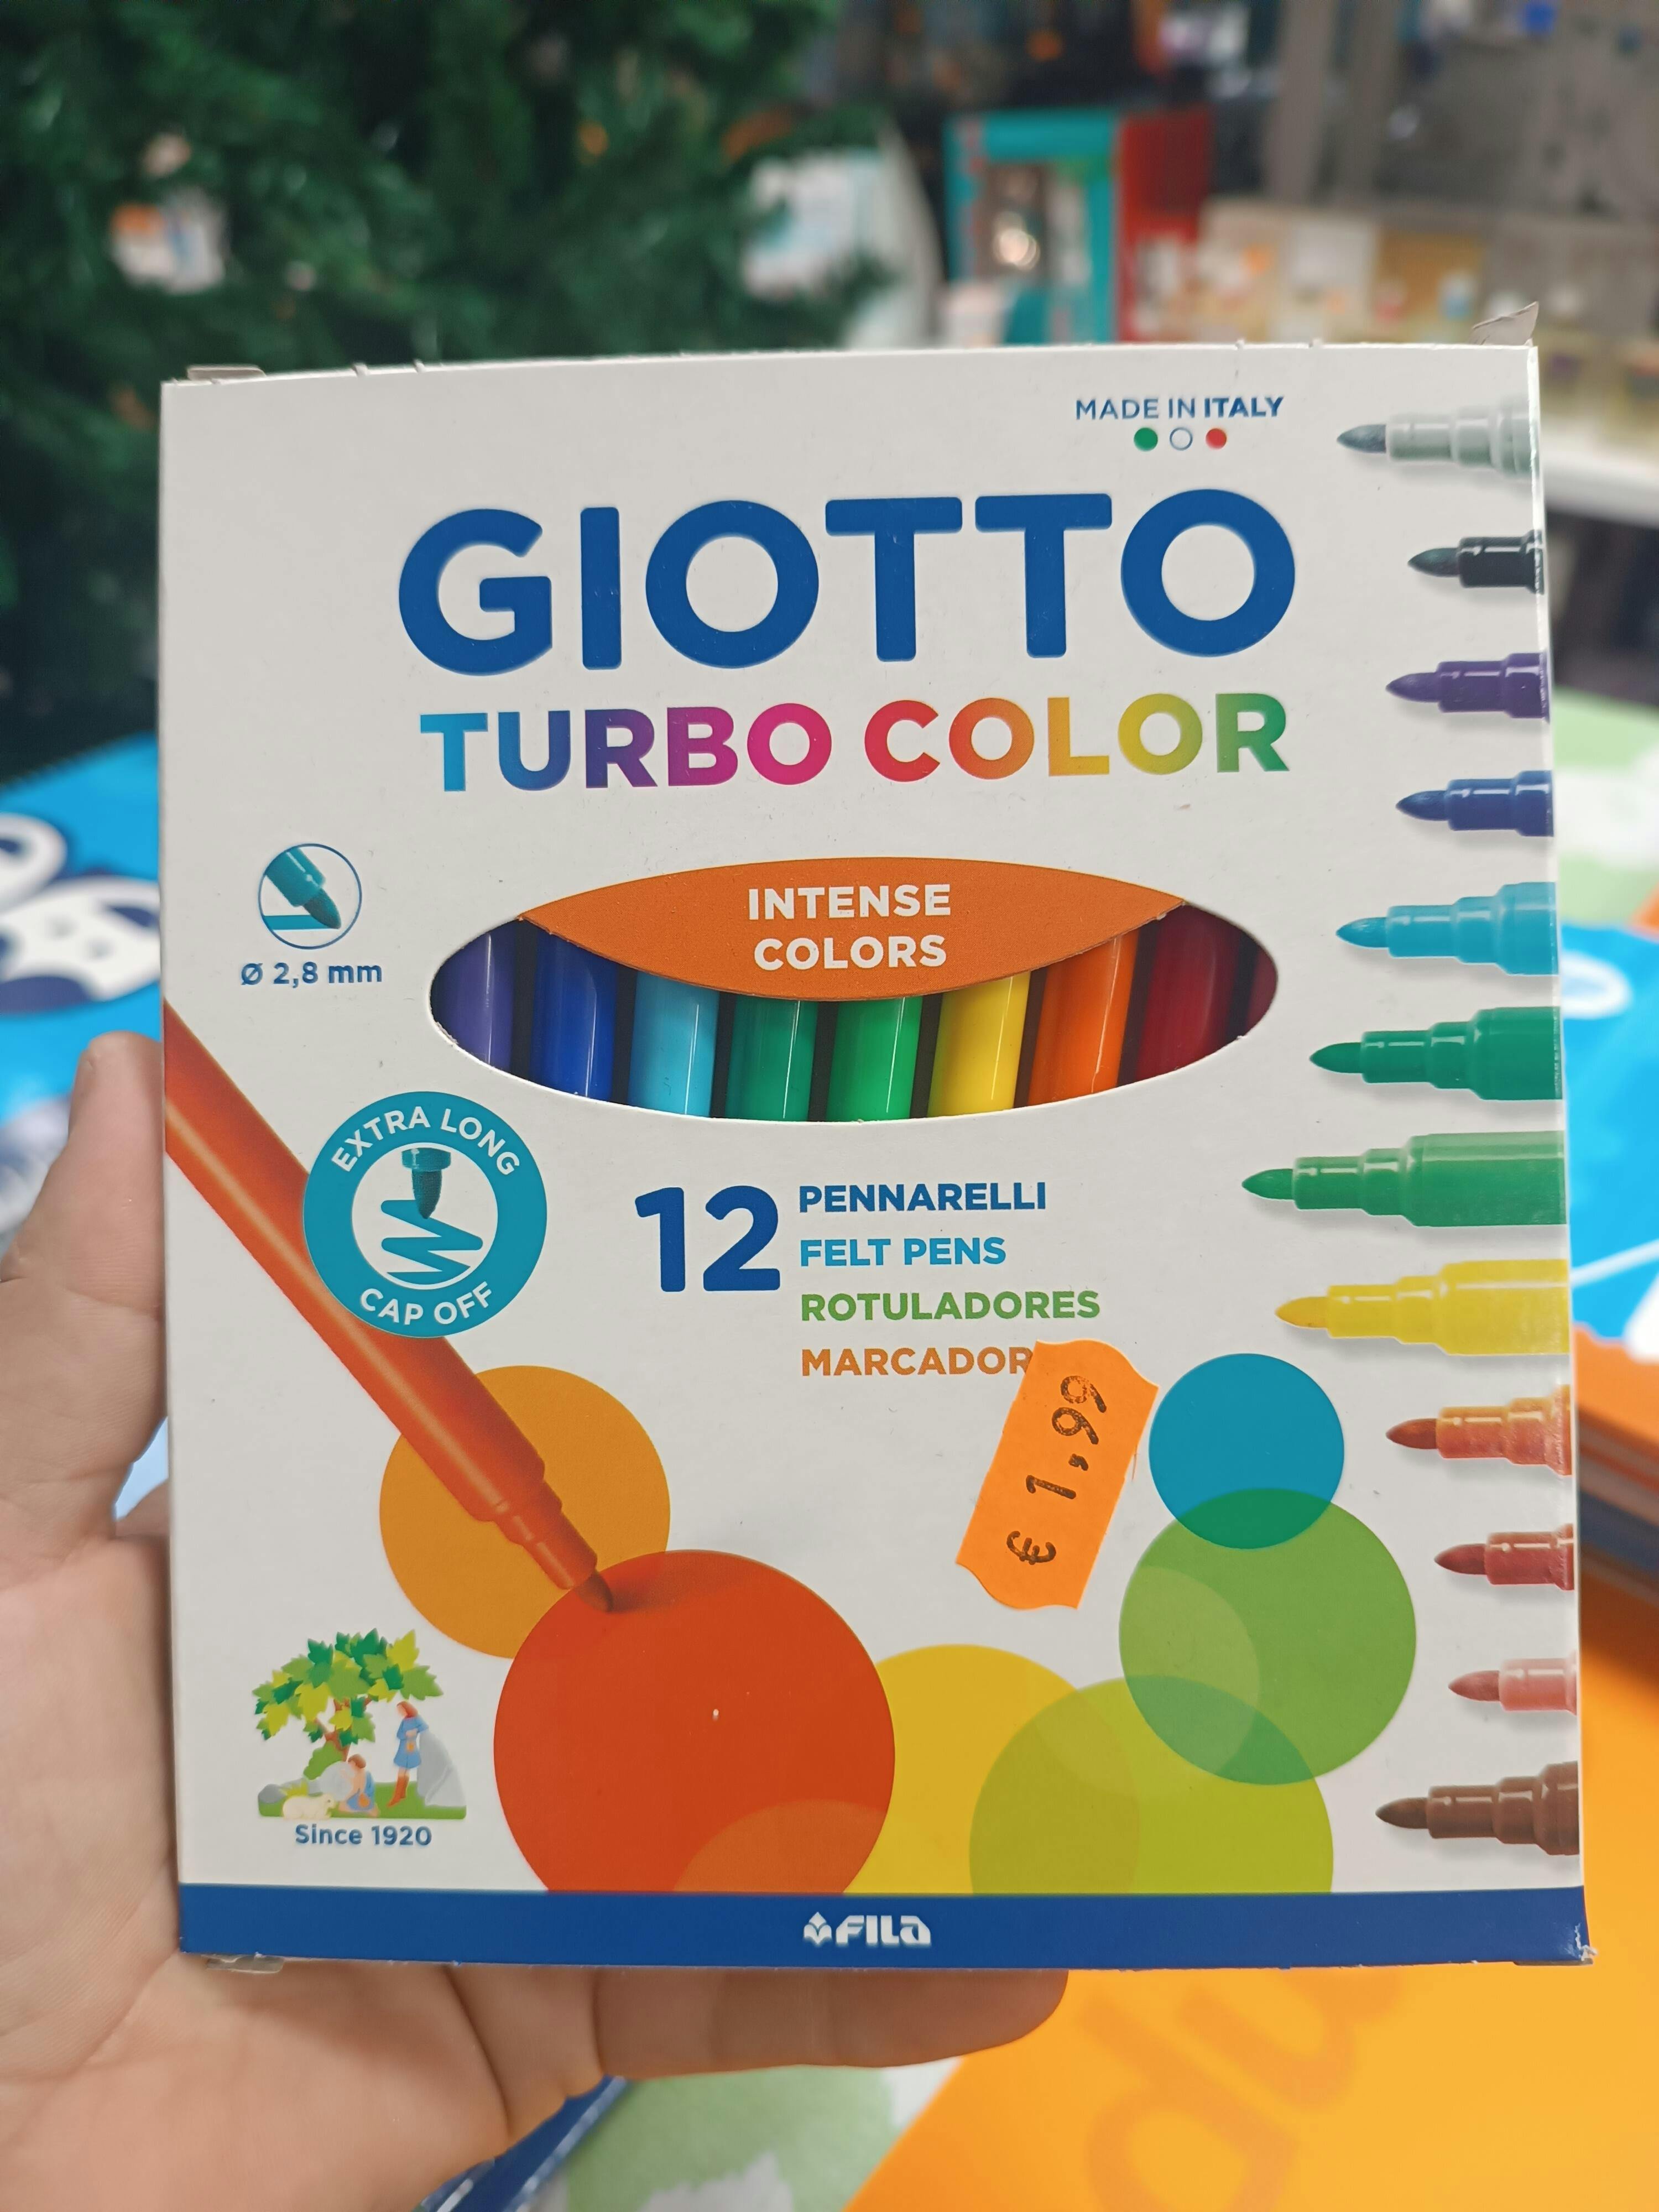 MADE IN ITALY
GIOTTO
TURBO COLOR
INTENSE
COLORS
Ø 2,8 mm
EXTRA LONG
CAP OFF
12
PENNARELLI
FELT PENS
ROTULADORES
MARCADOR
€ 1,99
Since 1920
FILA